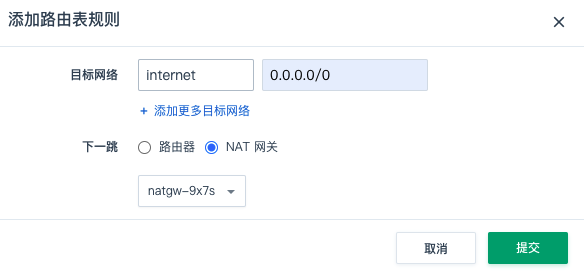 添加路由表规则
目标网络 internet 0.0.0.0/0
+ 添加更多目标网络
下一跳 路由器 NAT 网关
natgw-9x7s
取消 提交